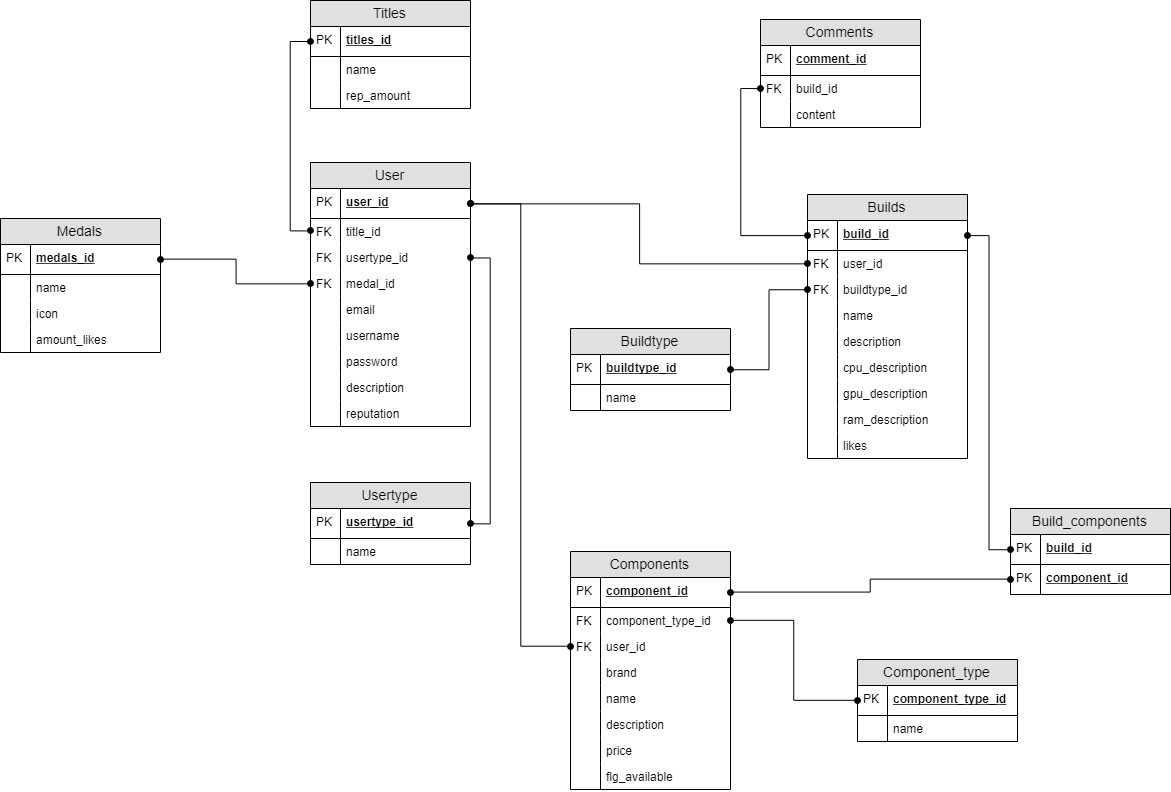 Titles
PK titles_id
name
rep_amount
Comments
PK comment_id
FK build_id
content
User
PK user_id
FK title_id
FK usertype_id
FK medal_id
email
username
password
description
reputation
Builds
PK build_id
FK user_id
FK buildtype_id
name
description
cpu_description
gpu_description
ram_description
likes
Medals
PK medals_id
name
icon
amount_likes
Buildtype
PK buildtype_id
name
Usertype
PK usertype_id
name
Build_components
PK build_id
PK component_id
Components
PK component_id
FK component_type_id
FK user_id
brand
name
description
price
flg_available
Component_type
PK component_type_id
name